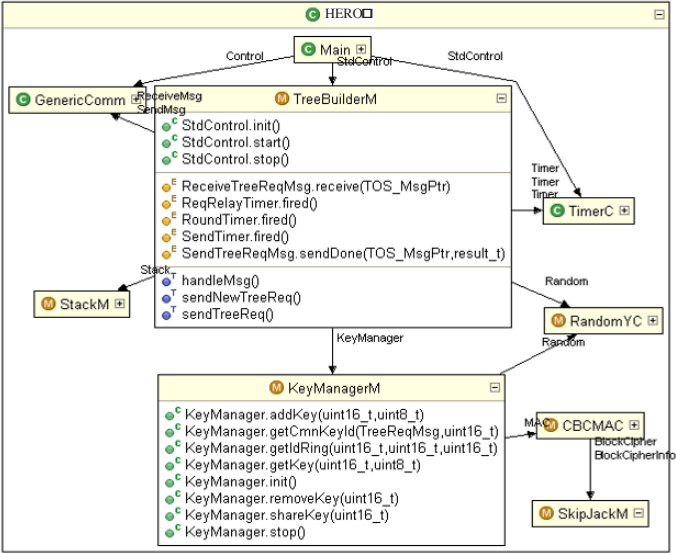 HERO
Main
Control
StdControl
StdControl
GenericComm
ReceiveMsg
SendMsg
TreeBuilderM
StdControl.init()
StdControl.start()
StdControl.stop()
ReceiveTreeReqMsg.receive(TOS_MsgPtr)
ReqRelayTimer.fired()
RoundTimer.fired()
SendTimer.fired()
SendTreeReqMsg.sendDone(TOS_MsgPtr,result_t)
handleMsg()
sendNewTreeReq()
sendTreeReq()
Timer
Timer
Timer
TimerC
Stack
StackM
Random
RandomYC
Random
KeyManager
KeyManagerM
KeyManager.addKey(uint16_t,uint8_t)
KeyManager.getCmnKeyId(TreeReqMsg,uint16_t)
KeyManager.getIdRing(uint16_t,uint16_t,uint16_t)
KeyManager.getKey(uint16_t,uint8_t)
KeyManager.init()
KeyManager.removeKey(uint16_t)
KeyManager.shareKey(uint16_t)
KeyManager.stop()
MAC
CBCMAC
BlockCipher
BlockCipherInfo
SkipJackM